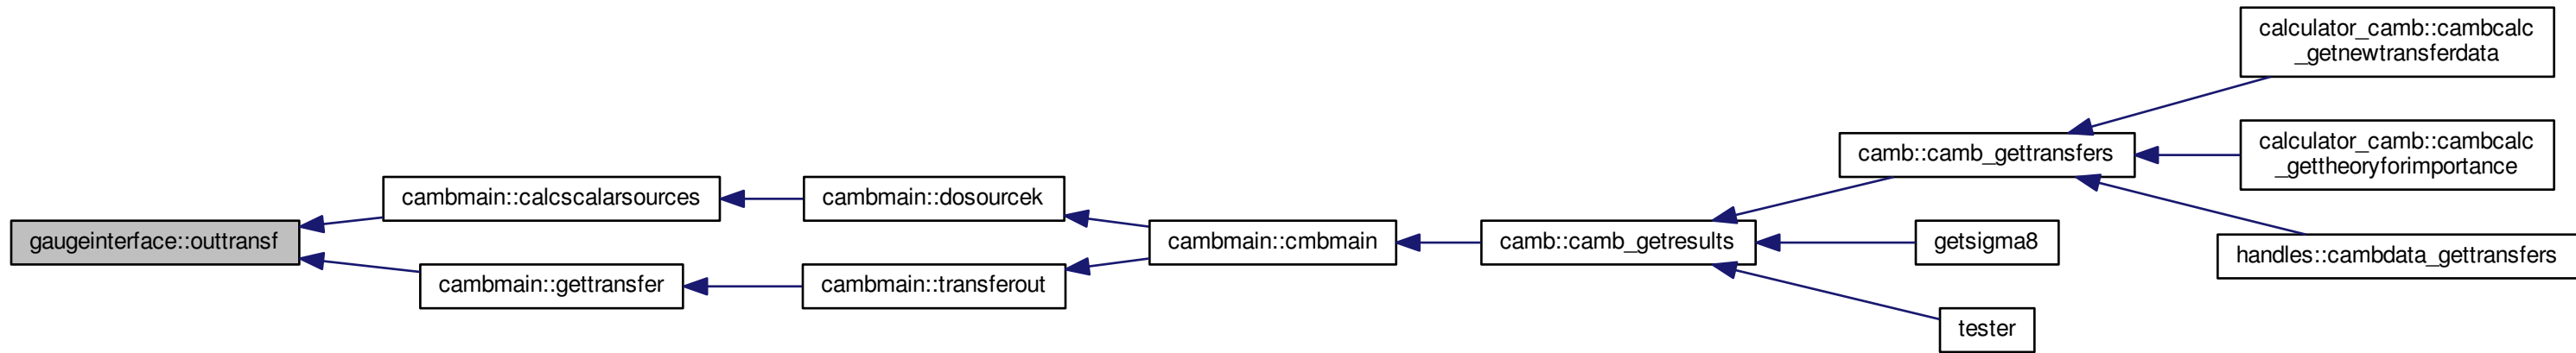 gaugeinterface::outtransf
cambmain::calcscalarsources
cambmain::gettransfer
cambmain::dosourcek
cambmain::transferout
cambmain::cmbmain
camb::camb_getresults
camb::camb_gettransfers
getsigma8
tester
calculator_camb::cambcalc
_getnewtransferdata
calculator_camb::cambcalc
_gettheoryforimportance
handles::cambdata_gettransfers